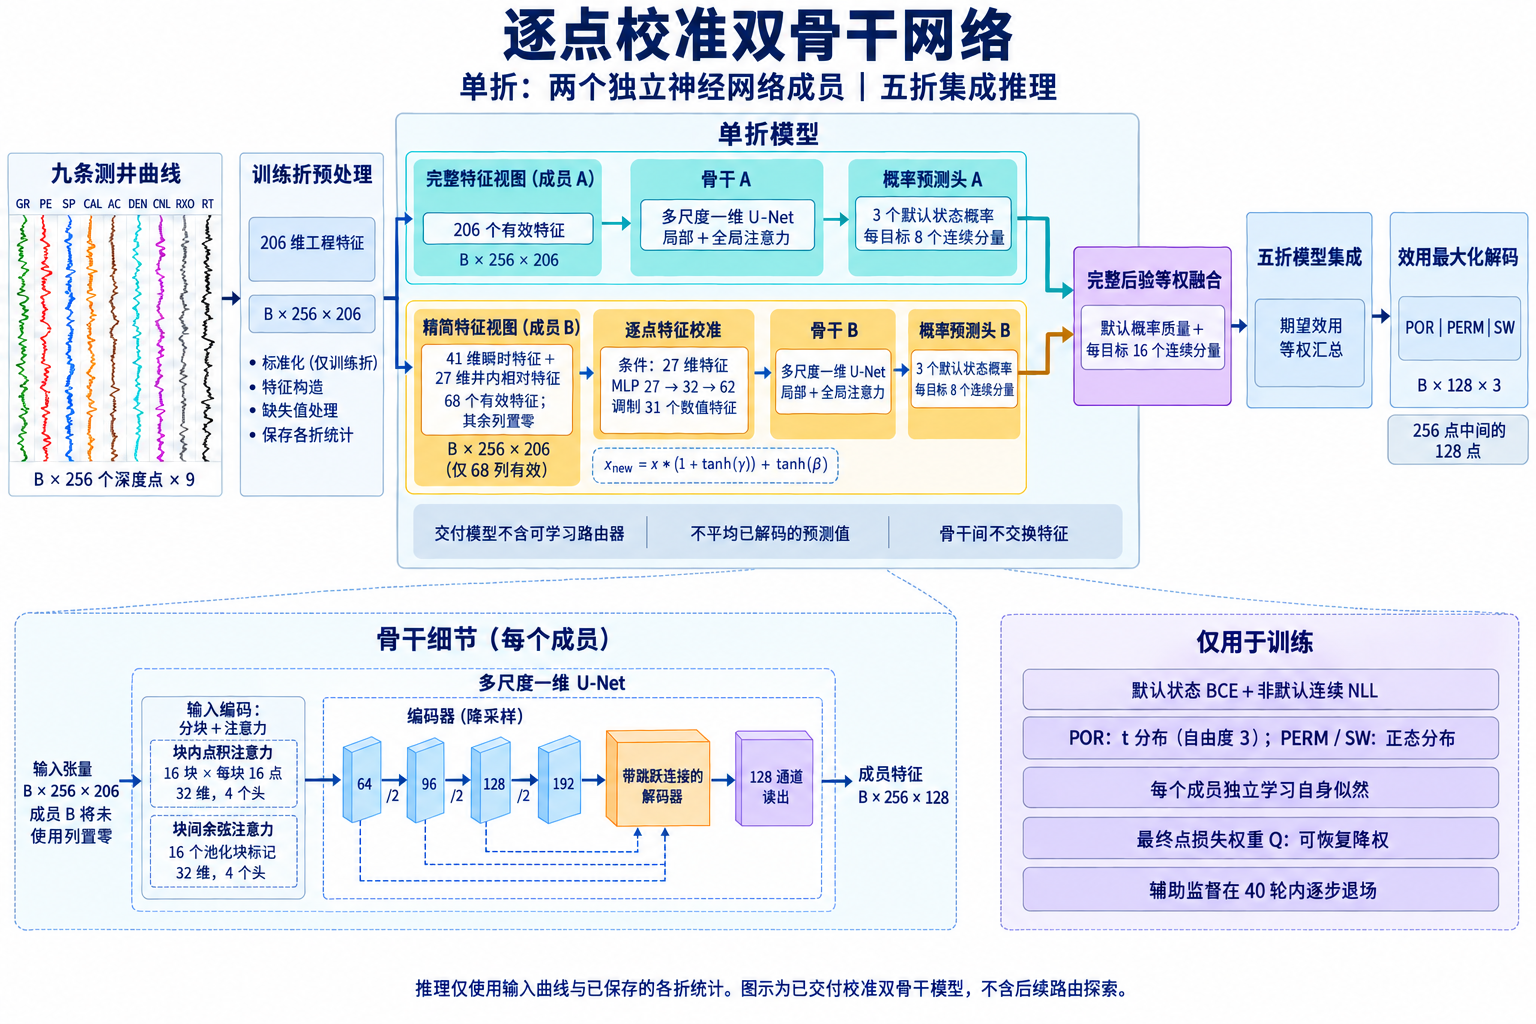 逐点校准双骨干网络
单折：两个独立神经网络成员｜五折集成推理
九条测井曲线
GR PE SP CAL AC DEN CNL RXO RT
B × 256 个深度点 × 9
训练折预处理
206 维工程特征
B × 256 × 206
• 标准化 (仅训练折)
• 特征构造
• 缺失值处理
• 保存各折统计
单折模型
完整特征视图 (成员 A)
206 个有效特征
B × 256 × 206
骨干 A
多尺度一维 U-Net
局部 + 全局注意力
概率预测头 A
3 个默认状态概率
每目标 8 个连续分量
精简特征视图 (成员 B)
41 维瞬时特征 +
27 维井内相对特征
68 个有效特征；
其余列置零
B × 256 × 206
(仅 68 列有效)
逐点特征校准
条件：27 维特征
MLP 27 → 32 → 62
调制 31 个数值特征
x_new = x * (1 + tanh(γ)) + tanh(β)
骨干 B
多尺度一维 U-Net
局部 + 全局注意力
概率预测头 B
3 个默认状态概率
每目标 8 个连续分量
交付模型不含可学习路由器
不平均已解码的预测值
骨干间不交换特征
完整后验等权融合
默认概率质量 +
每目标 16 个连续分量
五折模型集成
期望效用
等权汇总
效用最大化解码
POR | PERM | SW
B × 128 × 3
256 点中间的
128 点
骨干细节 (每个成员)
输入张量
B × 256 × 206
成员 B 将未
使用列置零
多尺度一维 U-Net
输入编码：
分块 + 注意力
块内点积注意力
16 块 × 每块 16 点
32 维，4 个头
块间余弦注意力
16 个池化块标记
32 维，4 个头
编码器 (降采样)
64
/2
96
/2
128
/2
192
带跳跃连接的
解码器
128 通道
读出
成员特征
B × 256 × 128
仅用于训练
默认状态 BCE + 非默认连续 NLL
POR：t 分布 (自由度 3)；PERM / SW：正态分布
每个成员独立学习自身似然
最终点损失权重 Q：可恢复降权
辅助监督在 40 轮内逐步退场
推理仅使用输入曲线与已保存的各折统计。图示为已交付校准双骨干模型，不含后续路由探索。